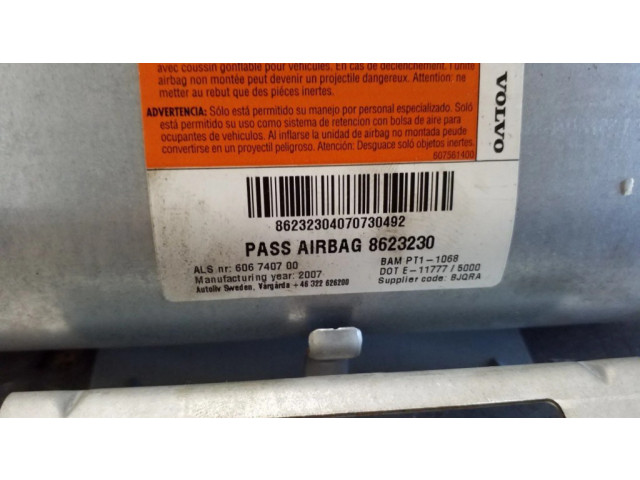 avec coussin gonflable pour véhicules. En cas de déclenchement, l'unité
airbag non montée peut devenir un projectile dangereux. Attention: ne
metter au rebut que des pièces inertes.
ADVERTENCIA: Sólo está permitido su manejo por personal especializado. Soló
está permitido su uso como sistema de retencion con bolsa de aire para
ocupantes de vehículos. Al inflarse la unidad de airbag no montada peude
convertirse en un proyectil peligroso. Atención: Desguace soló objetos inertes.
607561400
VOLVO
86232304070730492
PASS AIRBAG 8623230
ALS nr: 606 7407 00
Manufacturing year: 2007
Autoliv Sweden, Vårgårda +46 322 626200
BAM PT1-1068
DOT E-11777 / 5000
Supplier code: BJQRA